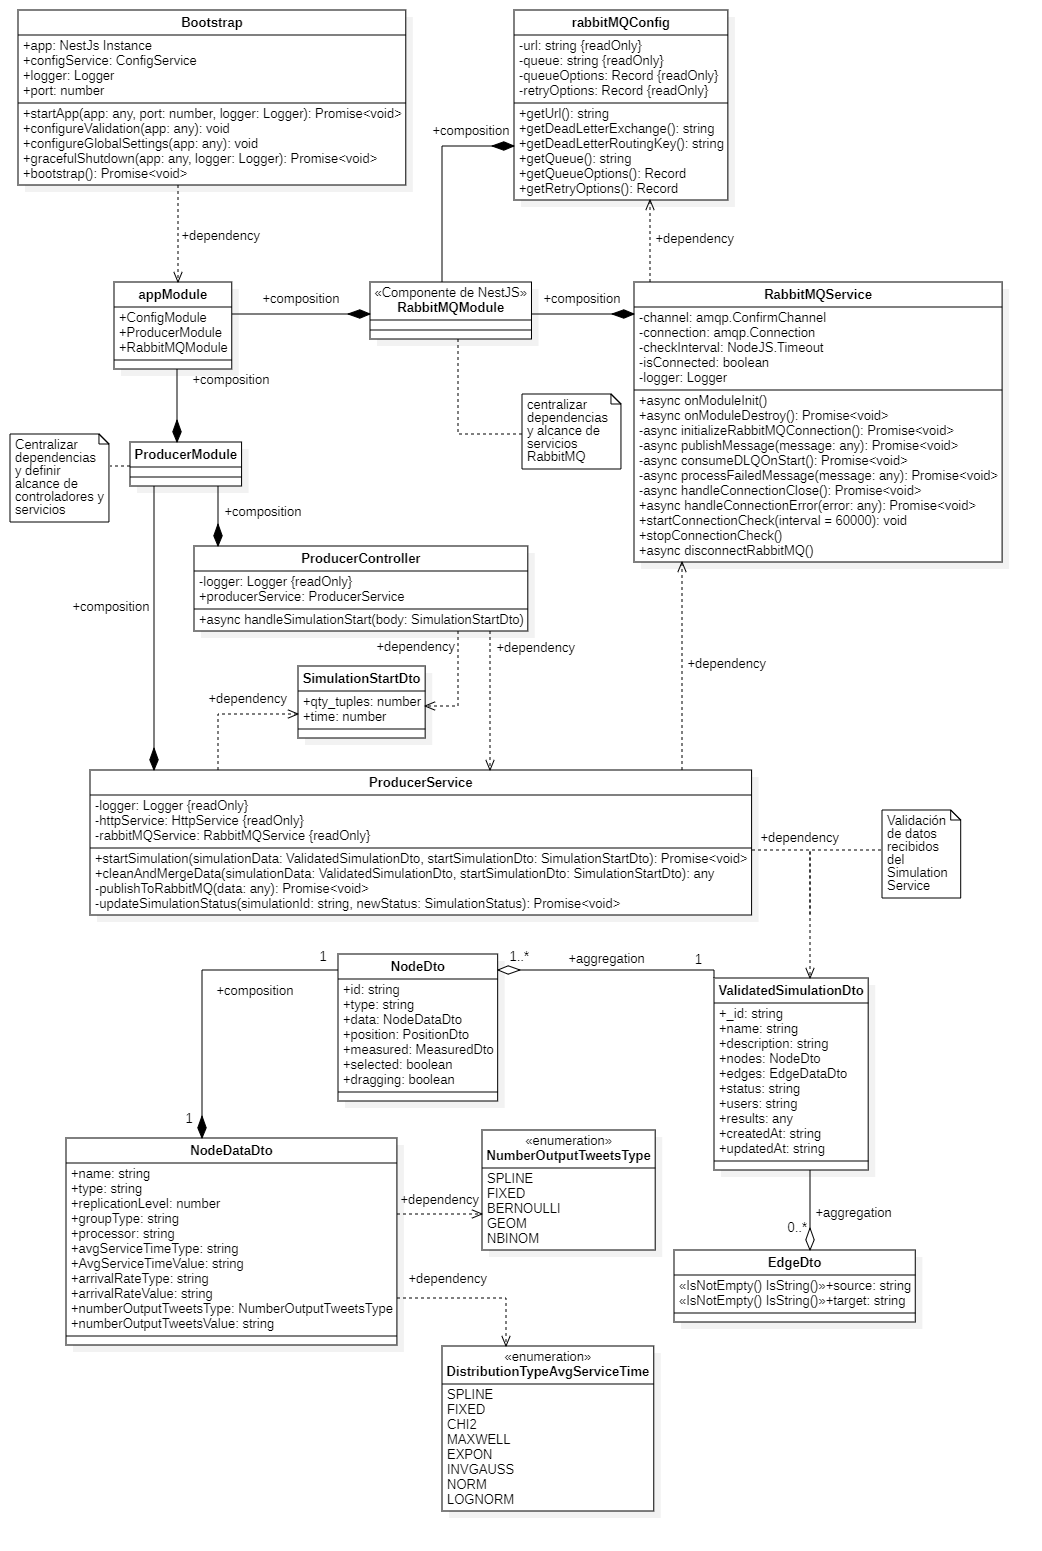 Bootstrap
+app: NestJs Instance
+configService: ConfigService
+logger: Logger
+port: number
+startApp(app: any, port: number, logger: Logger): Promise<void>
+configureValidation(app: any): void
+configureGlobalSettings(app: any): void
+gracefulShutdown(app: any, logger: Logger): Promise<void>
+bootstrap(): Promise<void>
rabbitMQConfig
-url: string {readOnly}
-queue: string {readOnly}
-queueOptions: Record {readOnly}
-retryOptions: Record {readOnly}
+getUrl(): string
+getDeadLetterExchange(): string
+getDeadLetterRoutingKey(): string
+getQueue(): string
+getQueueOptions(): Record
+getRetryOptions(): Record
+composition
+dependency
+dependency
appModule
+ConfigModule
+ProducerModule
+RabbitMQModule
+composition
«Componente de NestJS»
RabbitMQModule
+composition
RabbitMQService
-channel: amqp.ConfirmChannel
-connection: amqp.Connection
-checkInterval: NodeJS.Timeout
-isConnected: boolean
-logger: Logger
+async onModuleInit()
+async onModuleDestroy(): Promise<void>
-async initializeRabbitMQConnection(): Promise<void>
-async publishMessage(message: any): Promise<void>
-async consumeDLQOnStart(): Promise<void>
-async processFailedMessage(message: any): Promise<void>
-async handleConnectionClose(): Promise<void>
+async handleConnectionError(error: any): Promise<void>
+startConnectionCheck(interval = 60000): void
+stopConnectionCheck()
+async disconnectRabbitMQ()
+composition
centralizar
dependencias
y alcance de
servicios
RabbitMQ
Centralizar
dependencias
y definir
alcance de
controladores y
servicios
ProducerModule
+composition
+composition
ProducerController
-logger: Logger {readOnly}
+producerService: ProducerService
+async handleSimulationStart(body: SimulationStartDto)
+dependency
+dependency
+dependency
SimulationStartDto
+qty_tuples: number
+time: number
+dependency
ProducerService
-logger: Logger {readOnly}
-httpService: HttpService {readOnly}
-rabbitMQService: RabbitMQService {readOnly}
+startSimulation(simulationData: ValidatedSimulationDto, startSimulationDto: SimulationStartDto): Promise<void>
+cleanAndMergeData(simulationData: ValidatedSimulationDto, startSimulationDto: SimulationStartDto): any
-publishToRabbitMQ(data: any): Promise<void>
-updateSimulationStatus(simulationId: string, newStatus: SimulationStatus): Promise<void>
+dependency
Validación
de datos
recibidos
del
Simulation
Service
1
NodeDto
+id: string
+type: string
+data: NodeDataDto
+position: PositionDto
+measured: MeasuredDto
+selected: boolean
+dragging: boolean
1..*
+aggregation
1
+composition
1
ValidatedSimulationDto
+_id: string
+name: string
+description: string
+nodes: NodeDto
+edges: EdgeDataDto
+status: string
+users: string
+results: any
+createdAt: string
+updatedAt: string
NodeDataDto
+name: string
+type: string
+replicationLevel: number
+groupType: string
+processor: string
+avgServiceTimeType: string
+AvgServiceTimeValue: string
+arrivalRateType: string
+arrivalRateValue: string
+numberOutputTweetsType: NumberOutputTweetsType
+numberOutputTweetsValue: string
+dependency
«enumeration»
NumberOutputTweetsType
SPLINE
FIXED
BERNOULLI
GEOM
NBINOM
+aggregation
0..*
EdgeDto
«IsNotEmpty() IsString()»+source: string
«IsNotEmpty() IsString()»+target: string
+dependency
«enumeration»
DistributionTypeAvgServiceTime
SPLINE
FIXED
CHI2
MAXWELL
EXPON
INVGAUSS
NORM
LOGNORM